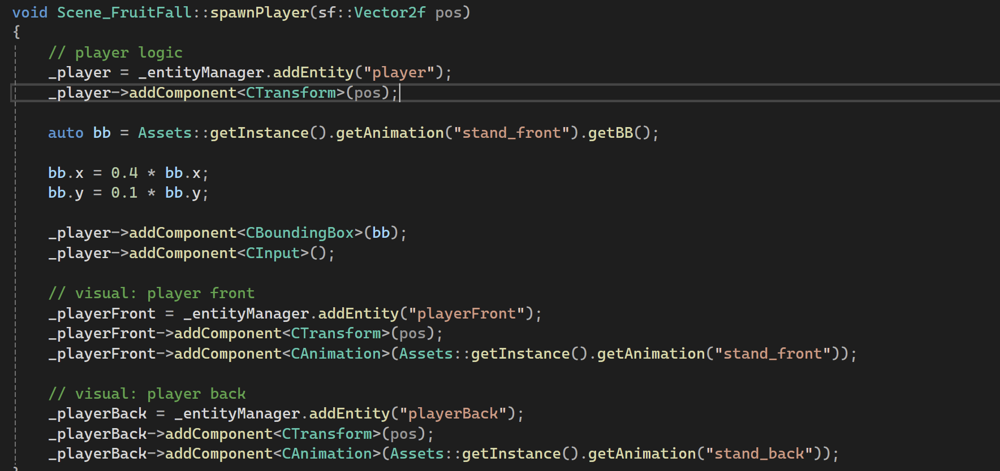 void Scene_FruitFall::spawnPlayer(sf::Vector2f pos)
{
// player logic
_player = _entityManager.addEntity("player");
_player->addComponent<CTransform>(pos);
auto bb = Assets::getInstance().getAnimation("stand_front").getBB();
bb.x = 0.4 * bb.x;
bb.y = 0.1 * bb.y;
_player->addComponent<CBoundingBox>(bb);
_player->addComponent<CInput>();
// visual: player front
_playerFront = _entityManager.addEntity("playerFront");
_playerFront->addComponent<CTransform>(pos);
_playerFront->addComponent<CAnimation>(Assets::getInstance().getAnimation("stand_front"));
// visual: player back
_playerBack = _entityManager.addEntity("playerBack");
_playerBack->addComponent<CTransform>(pos);
_playerBack->addComponent<CAnimation>(Assets::getInstance().getAnimation("stand_back"));
}